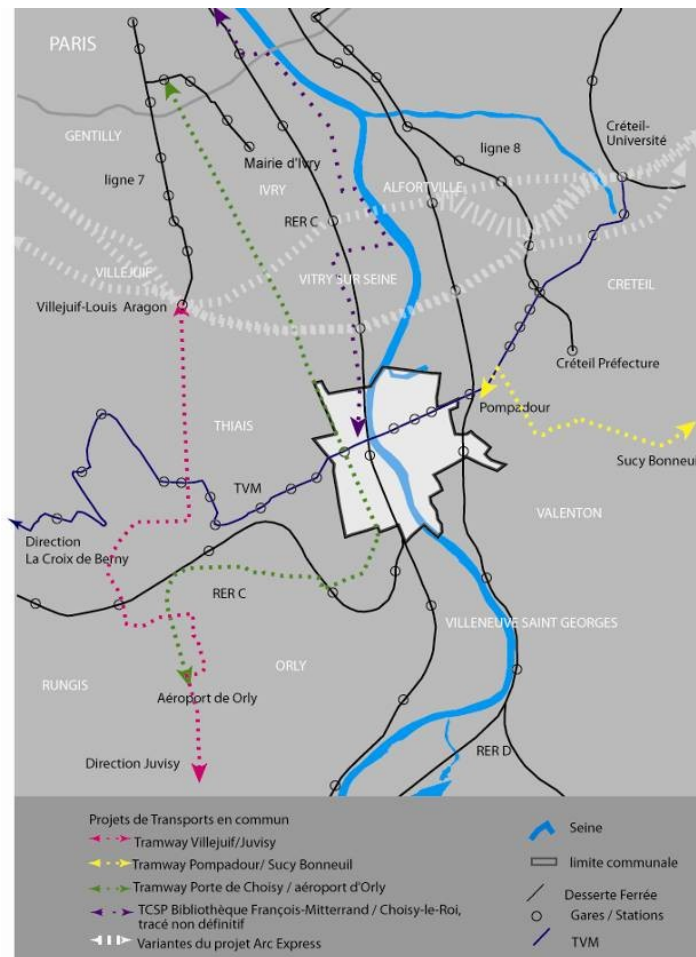 PARIS
GENTILLY
Mairie d'Ivry
ligne 7
IVRY
RER C
ALFORTVILLE
ligne 8
Créteil-
Université
VILLEJUIF
VITRY SUR SEINE
CRETEIL
Villejuif-Louis Aragon
Créteil Préfecture
THIAIS
Pompadour
Sucy Bonneuil
TVM
VALENTON
Direction
La Croix de Berny
RER C
VILLENEUVE SAINT GEORGES
RUNGIS
ORLY
Aéroport de Orly
Direction Juvisy
RER D
Projets de Transports en commun
Tramway Villejuif/Juvisy
Tramway Pompadour/ Sucy Bonneuil
Tramway Porte de Choisy / aéroport d'Orly
TCSP Bibliothèque François-Mitterrand / Choisy-le-Roi,
tracé non définitif
Variantes du projet Arc Express
Seine
limite communale
Desserte Ferrée
Gares / Stations
TVM